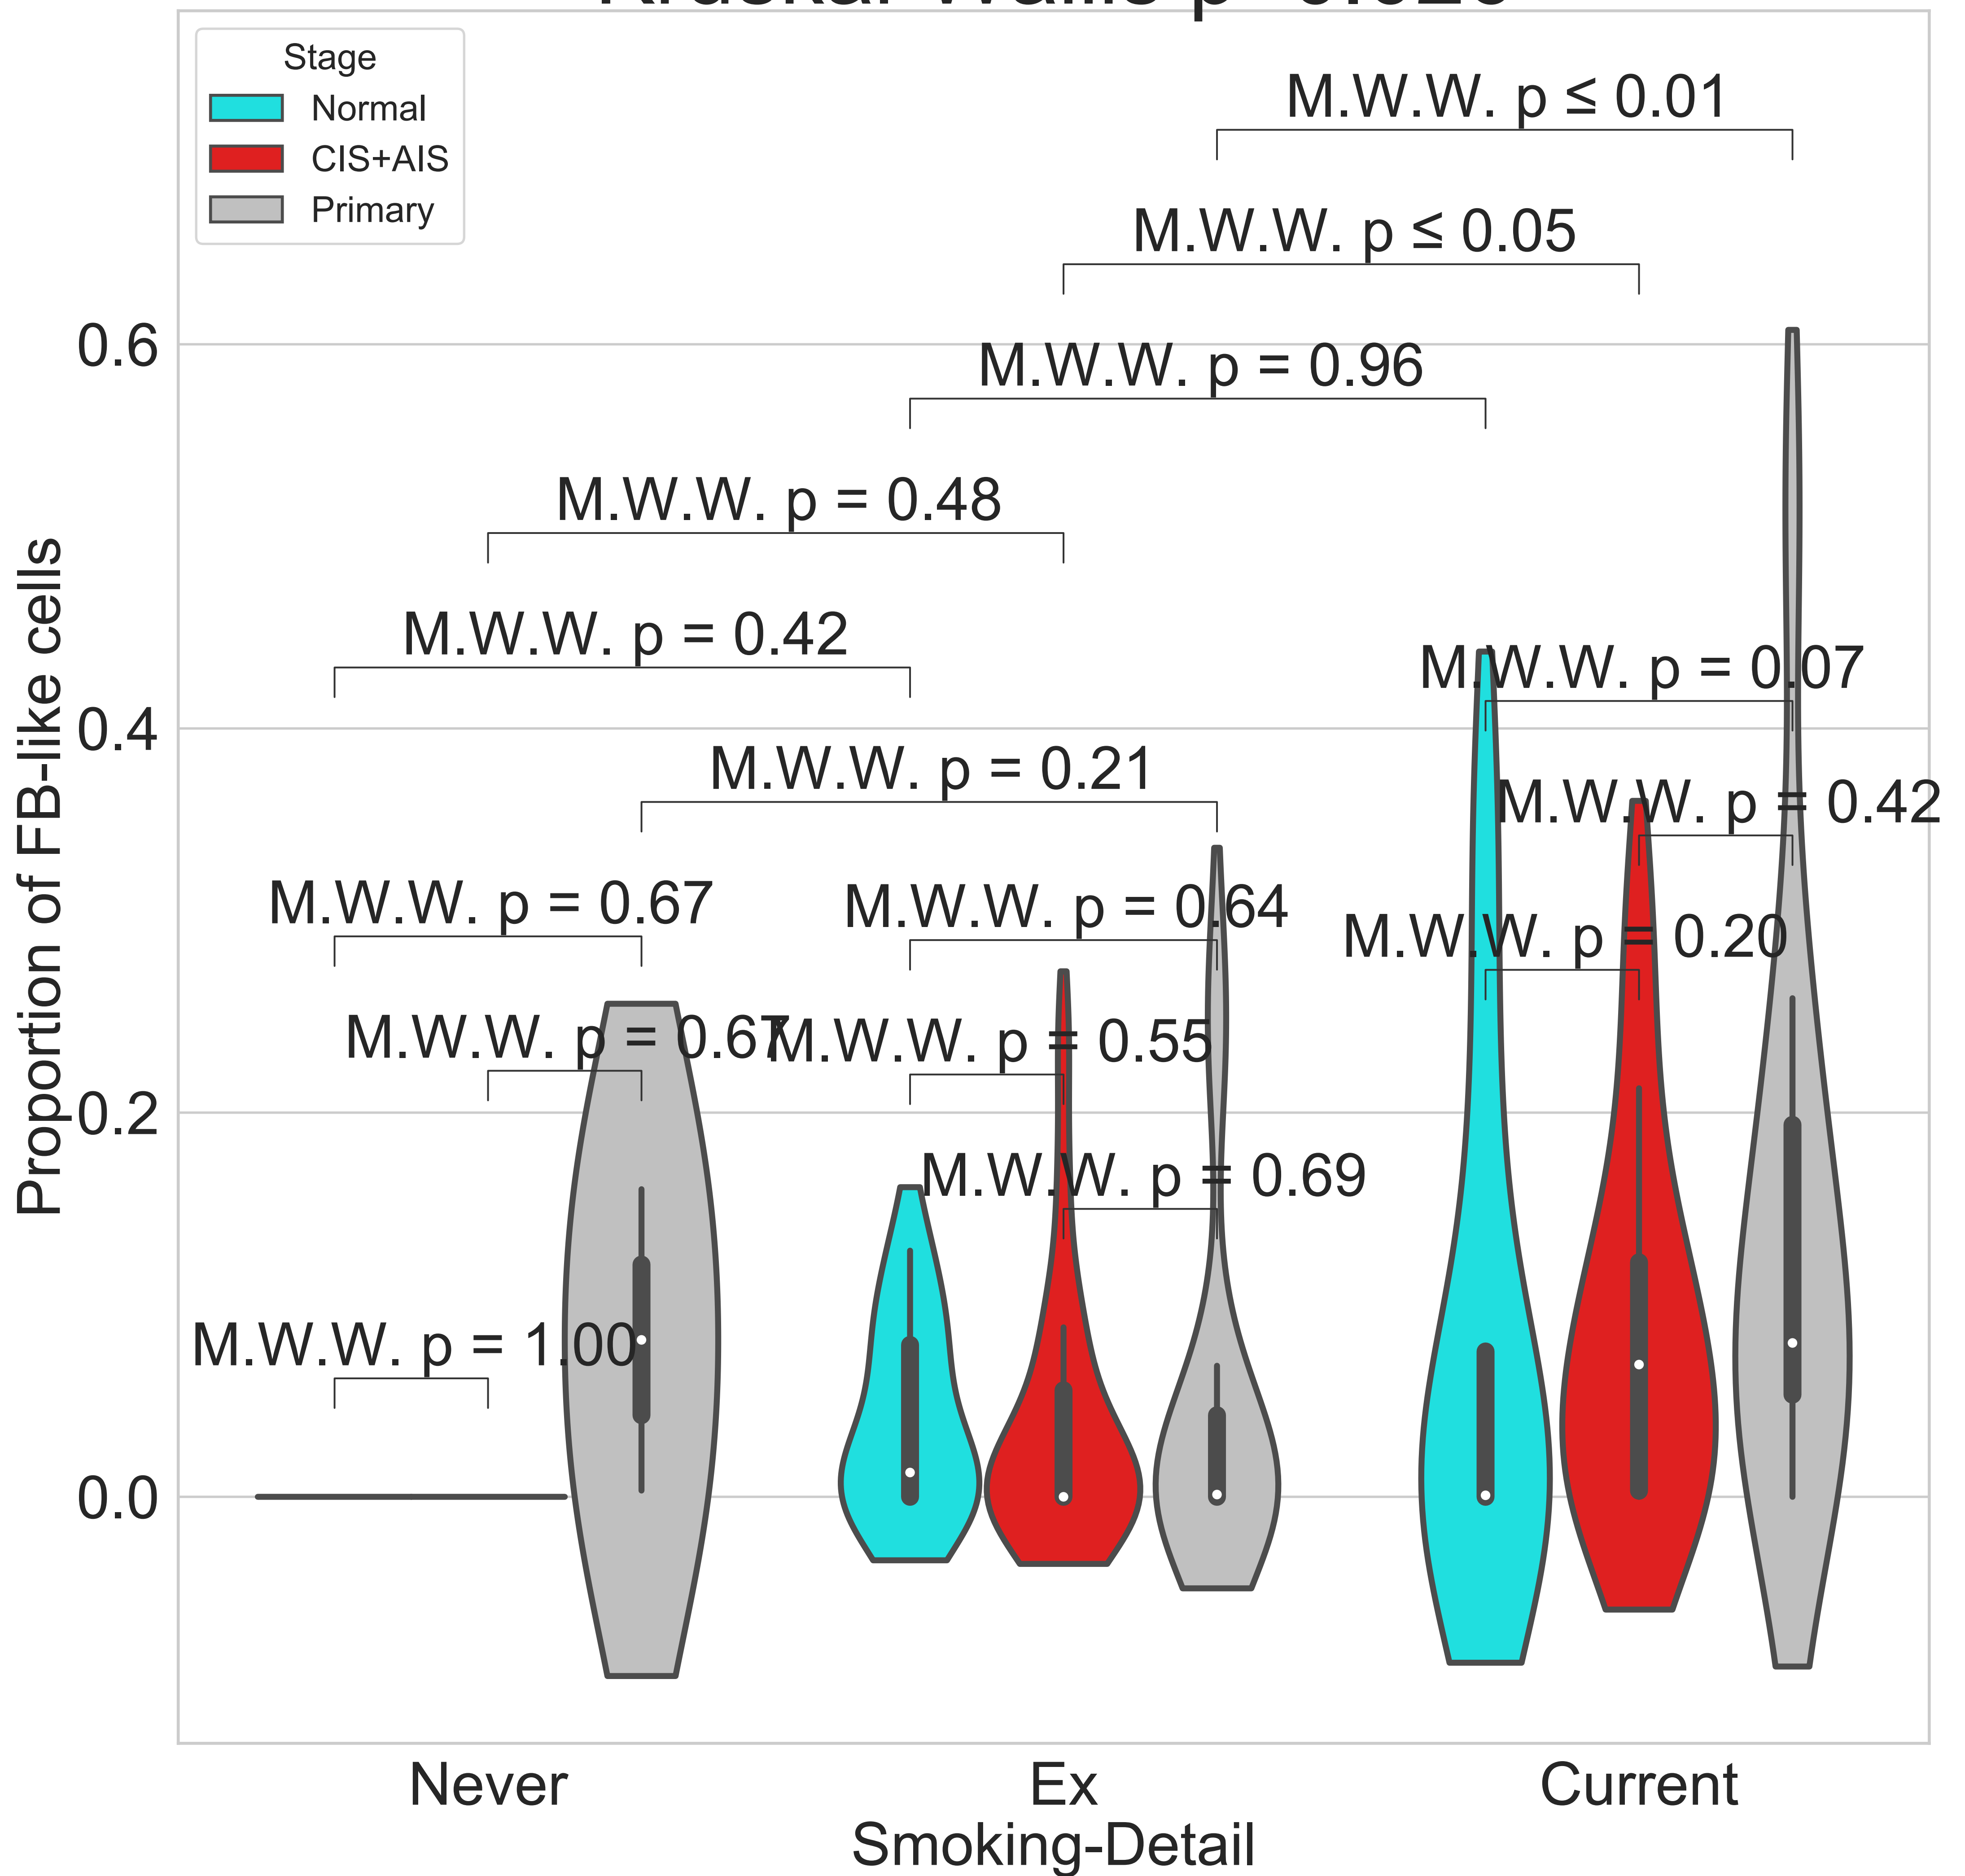 Stage
Normal
CIS+AIS
Primary
M.W.W. p ≤ 0.01
M.W.W. p ≤ 0.05
0.6
M.W.W. p = 0.96
M.W.W. p = 0.48
M.W.W. p = 0.42
M.W.W. p = 0.07
0.4
M.W.W. p = 0.21
M.W.W. p = 0.42
M.W.W. p = 0.67
M.W.W. p = 0.64
M.W.W. p = 0.20
M.W.W. p = 0.67
M.W.W. p = 0.55
0.2
M.W.W. p = 0.69
M.W.W. p = 1.00
0.0
Proportion of FB-like cells
Never
Ex
Current
Smoking-Detail